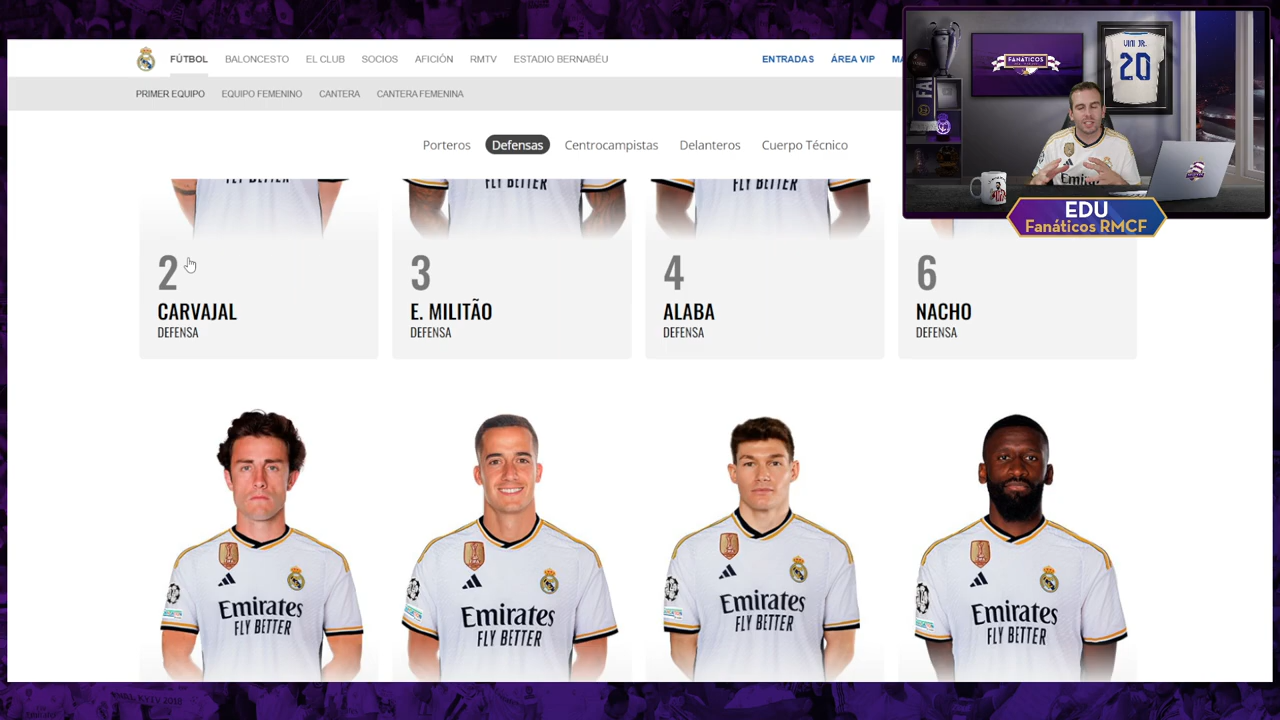 FÚTBOL BALONCESTO EL CLUB SOCIOS AFICIÓN RMTV ESTADIO BERNABÉU ENTRADAS ÁREA VIP MA
PRIMER EQUIPO EQUIPO FEMENINO CANTERA CANTERA FEMENINA
Porteros Defensas Centrocampistas Delanteros Cuerpo Técnico
FANÁTICOS
VINI JR.
20
Emir
EDU
Fanáticos RMCF
FLY BETTER
FLY BETTER
FLY BETTER
2
CARVAJAL
DEFENSA
3
E. MILITÃO
DEFENSA
4
ALABA
DEFENSA
6
NACHO
DEFENSA
Emirates
FLY BETTER
Emirates
FLY BETTER
Emirates
FLY BETTER
Emirates
FLY BETTER